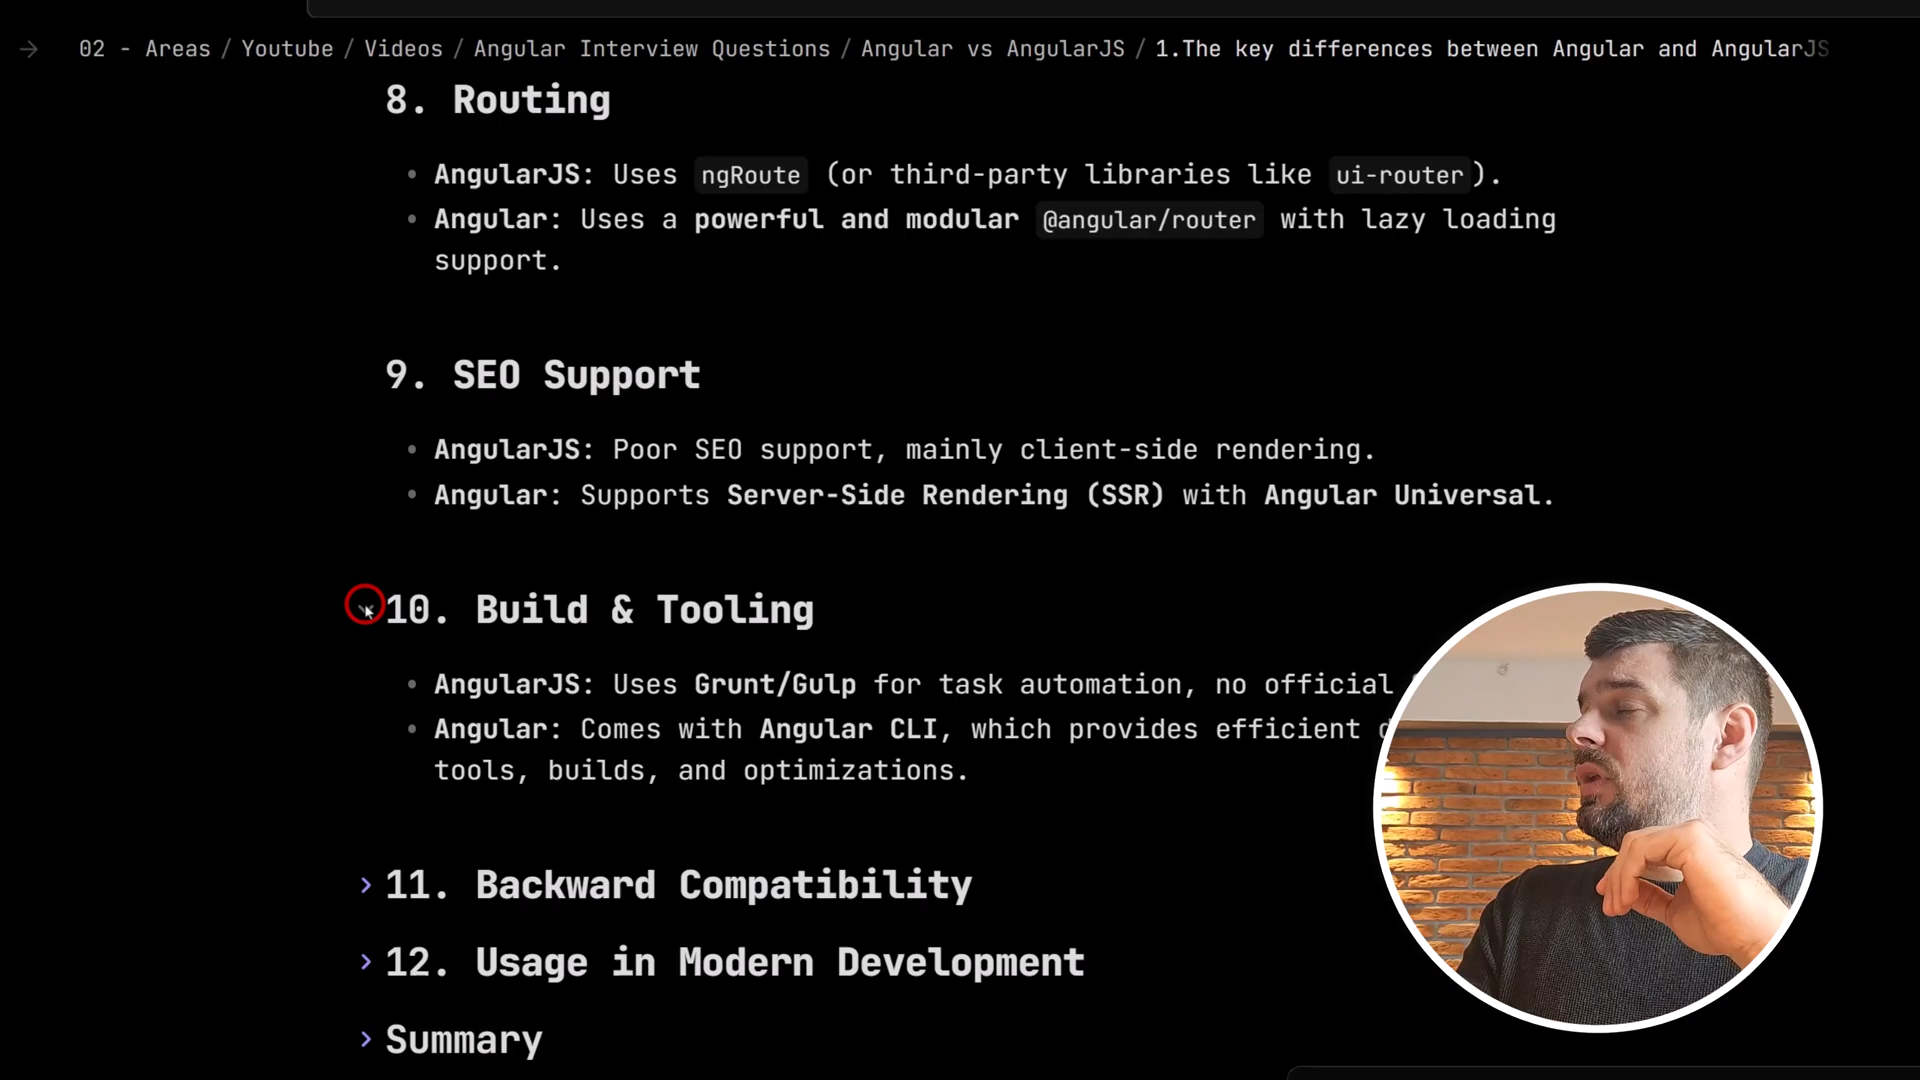 02 - Areas / Youtube / Videos / Angular Interview Questions / Angular vs AngularJS / 1.The key differences between Angular and AngularJS
8. Routing
• AngularJS: Uses ngRoute (or third-party libraries like ui-router).
• Angular: Uses a powerful and modular @angular/router with lazy loading
support.
9. SEO Support
• AngularJS: Poor SEO support, mainly client-side rendering.
• Angular: Supports Server-Side Rendering (SSR) with Angular Universal.
10. Build & Tooling
• AngularJS: Uses Grunt/Gulp for task automation, no official
• Angular: Comes with Angular CLI, which provides efficient
tools, builds, and optimizations.
11. Backward Compatibility
12. Usage in Modern Development
Summary